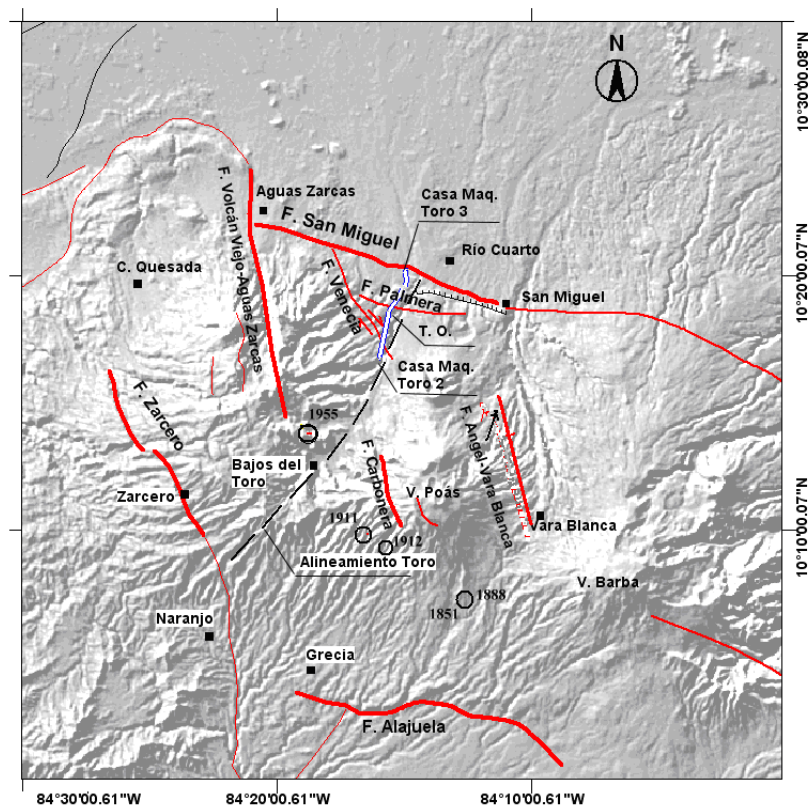 N
10°30'00.08"N
Aguas Zarcas
Casa Maq.
Toro 3
F. San Miguel
Río Cuarto
F. Volcán Viejo-Aguas Zarcas
C. Quesada
F. Venecia
F. Palmera
San Miguel
10°20'00.07"N
T. O.
Casa Maq.
Toro 2
F. Zarcero
1955
F. Angel-Vara Blanca
Bajos del
Toro
F. Carbonera
V. Poás
Zarcero
Vara Blanca
10°10'00.07"N
1911
1912
Alineamiento Toro
V. Barba
1888
1851
Naranjo
Grecia
F. Alajuela
84°30'00.61"W
84°20'00.61"W
84°10'00.61"W